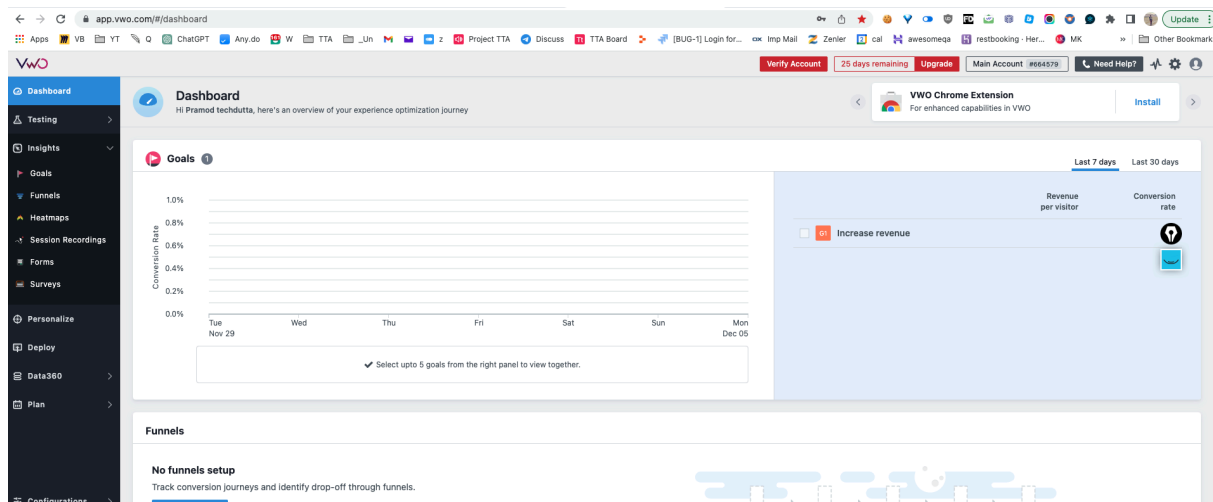 app.vwo.com/#/dashboard
Update
Apps VB YT Q ChatGPT Any.do W TTA _Un z Project TTA Discuss TTA Board [BUG-1] Login for... Imp Mail Zenler cal awesomeqa restbooking - Her... MK » Other Bookmark
VWO
Verify Account 25 days remaining Upgrade Main Account #664579 Need Help?
Dashboard
Testing
Insights
Goals
Funnels
Heatmaps
Session Recordings
Forms
Surveys
Personalize
Deploy
Data360
Plan
Configurations
Dashboard
Hi Pramod techdutta, here's an overview of your experience optimization journey
VWO Chrome Extension
For enhanced capabilities in VWO
Install
Goals 1
Last 7 days Last 30 days
Conversion Rate
1.0%
0.8%
0.6%
0.4%
0.2%
0.0%
Tue Wed Thu Fri Sat Sun Mon
Nov 29 Dec 05
Select upto 5 goals from the right panel to view together.
Revenue Conversion
per visitor rate
G1 Increase revenue
Funnels
No funnels setup
Track conversion journeys and identify drop-off through funnels.